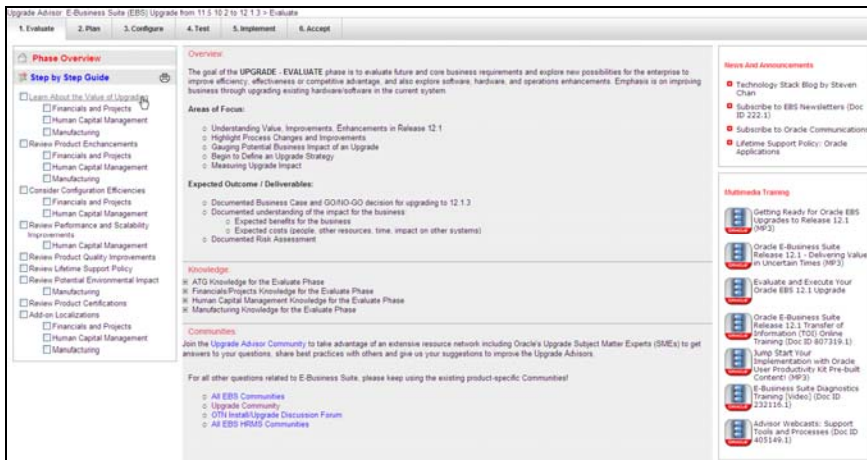 Upgrade Advisor: E-Business Suite (EBS) Upgrade from 11.5.10.2 to 12.1.3 > Evaluate
1. Evaluate
2. Plan
3. Configure
4. Test
5. Implement
6. Accept
Phase Overview
Step by Step Guide
Learn About the Value of Upgrading
Financials and Projects
Human Capital Management
Manufacturing
Review Product Enchancements
Financials and Projects
Human Capital Management
Manufacturing
Consider Configuration Efficiencies
Financials and Projects
Human Capital Management
Review Performance and Scalability
Improvements
Human Capital Management
Review Product Quality Improvements
Review Lifetime Support Policy
Review Potential Environmental Impact
Manufacturing
Review Product Certifications
Add-on Localizations
Financials and Projects
Human Capital Management
Manufacturing
Overview
The goal of the UPGRADE - EVALUATE phase is to evaluate future and core business requirements and explore new possibilities for the enterprise to
improve efficiency, effectiveness or competitive advantage, and also explore software, hardware, and operations enhancements. Emphasis is on improving
business through upgrading existing hardware/software in the current system.
Areas of Focus:
Understanding Value, Improvements, Enhancements in Release 12.1
Highlight Process Changes and Improvements
Gauging Potential Business Impact of an Upgrade
Begin to Define an Upgrade Strategy
Measuring Upgrade Impact
Expected Outcome / Deliverables:
Documented Business Case and GO/NO-GO decision for upgrading to 12.1.3
Documented understanding of the impact for the business
Expected benefits for the business
Expected costs (people, other resources, time, impact on other systems)
Documented Risk Assessment
Knowledge
ATG Knowledge for the Evaluate Phase
Financials/Projects Knowledge for the Evaluate Phase
Human Capital Management Knowledge for the Evaluate Phase
Manufacturing Knowledge for the Evaluate Phase
Communities
Join the Upgrade Advisor Community to take advantage of an extensive resource network including Oracle's Upgrade Subject Matter Experts (SMEs) to get
answers to your questions, share best practices with others and give us your suggestions to improve the Upgrade Advisors.
For all other questions related to E-Business Suite, please keep using the existing product-specific Communities!
All EBS Communities
Upgrade Community
OTN Install/Upgrade Discussion Forum
All EBS HRMS Communities
News And Announcements
Technology Stack Blog by Steven
Chan
Subscribe to EBS Newsletters (Doc
ID 222.1)
Subscribe to Oracle Communication
Lifetime Support Policy: Oracle
Applications
Multimedia Training
Getting Ready for Oracle EBS
Upgrades to Release 12.1
(MP3)
Oracle E-Business Suite
Release 12.1 - Delivering Value
in Uncertain Times (MP3)
Evaluate and Execute Your
Oracle EBS 12.1 Upgrade
Oracle E-Business Suite
Release 12.1 Transfer of
Information (TOI) Online
Training (Doc ID 807319.1)
Jump Start Your
Implementation with Oracle
User Productivity Kit Pre-built
Content! (MP3)
E-Business Suite Diagnostics
Training [Video] (Doc ID
232116.1)
Advisor Webcasts: Support
Tools and Processes (Doc ID
405149.1)